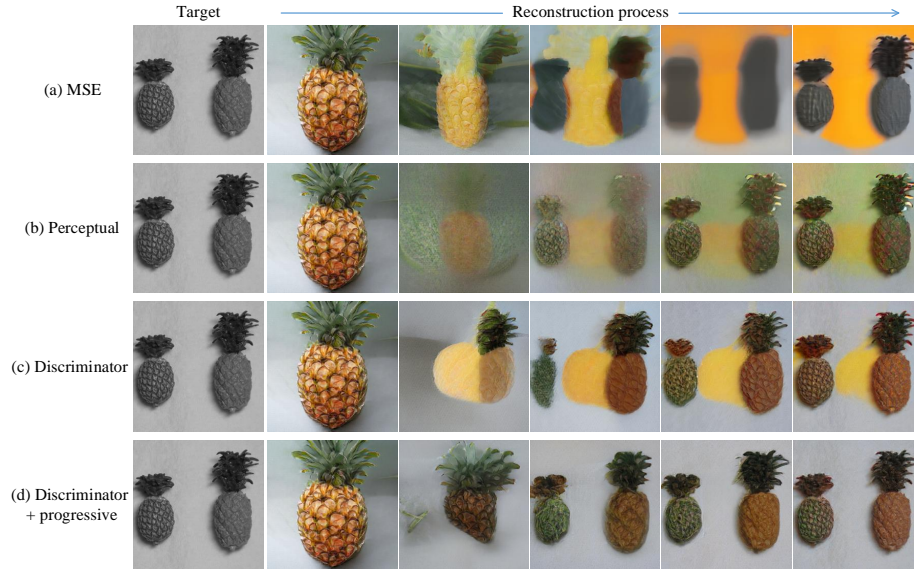 Target
Reconstruction process
(a) MSE
(b) Perceptual
(c) Discriminator
(d) Discriminator
+ progressive